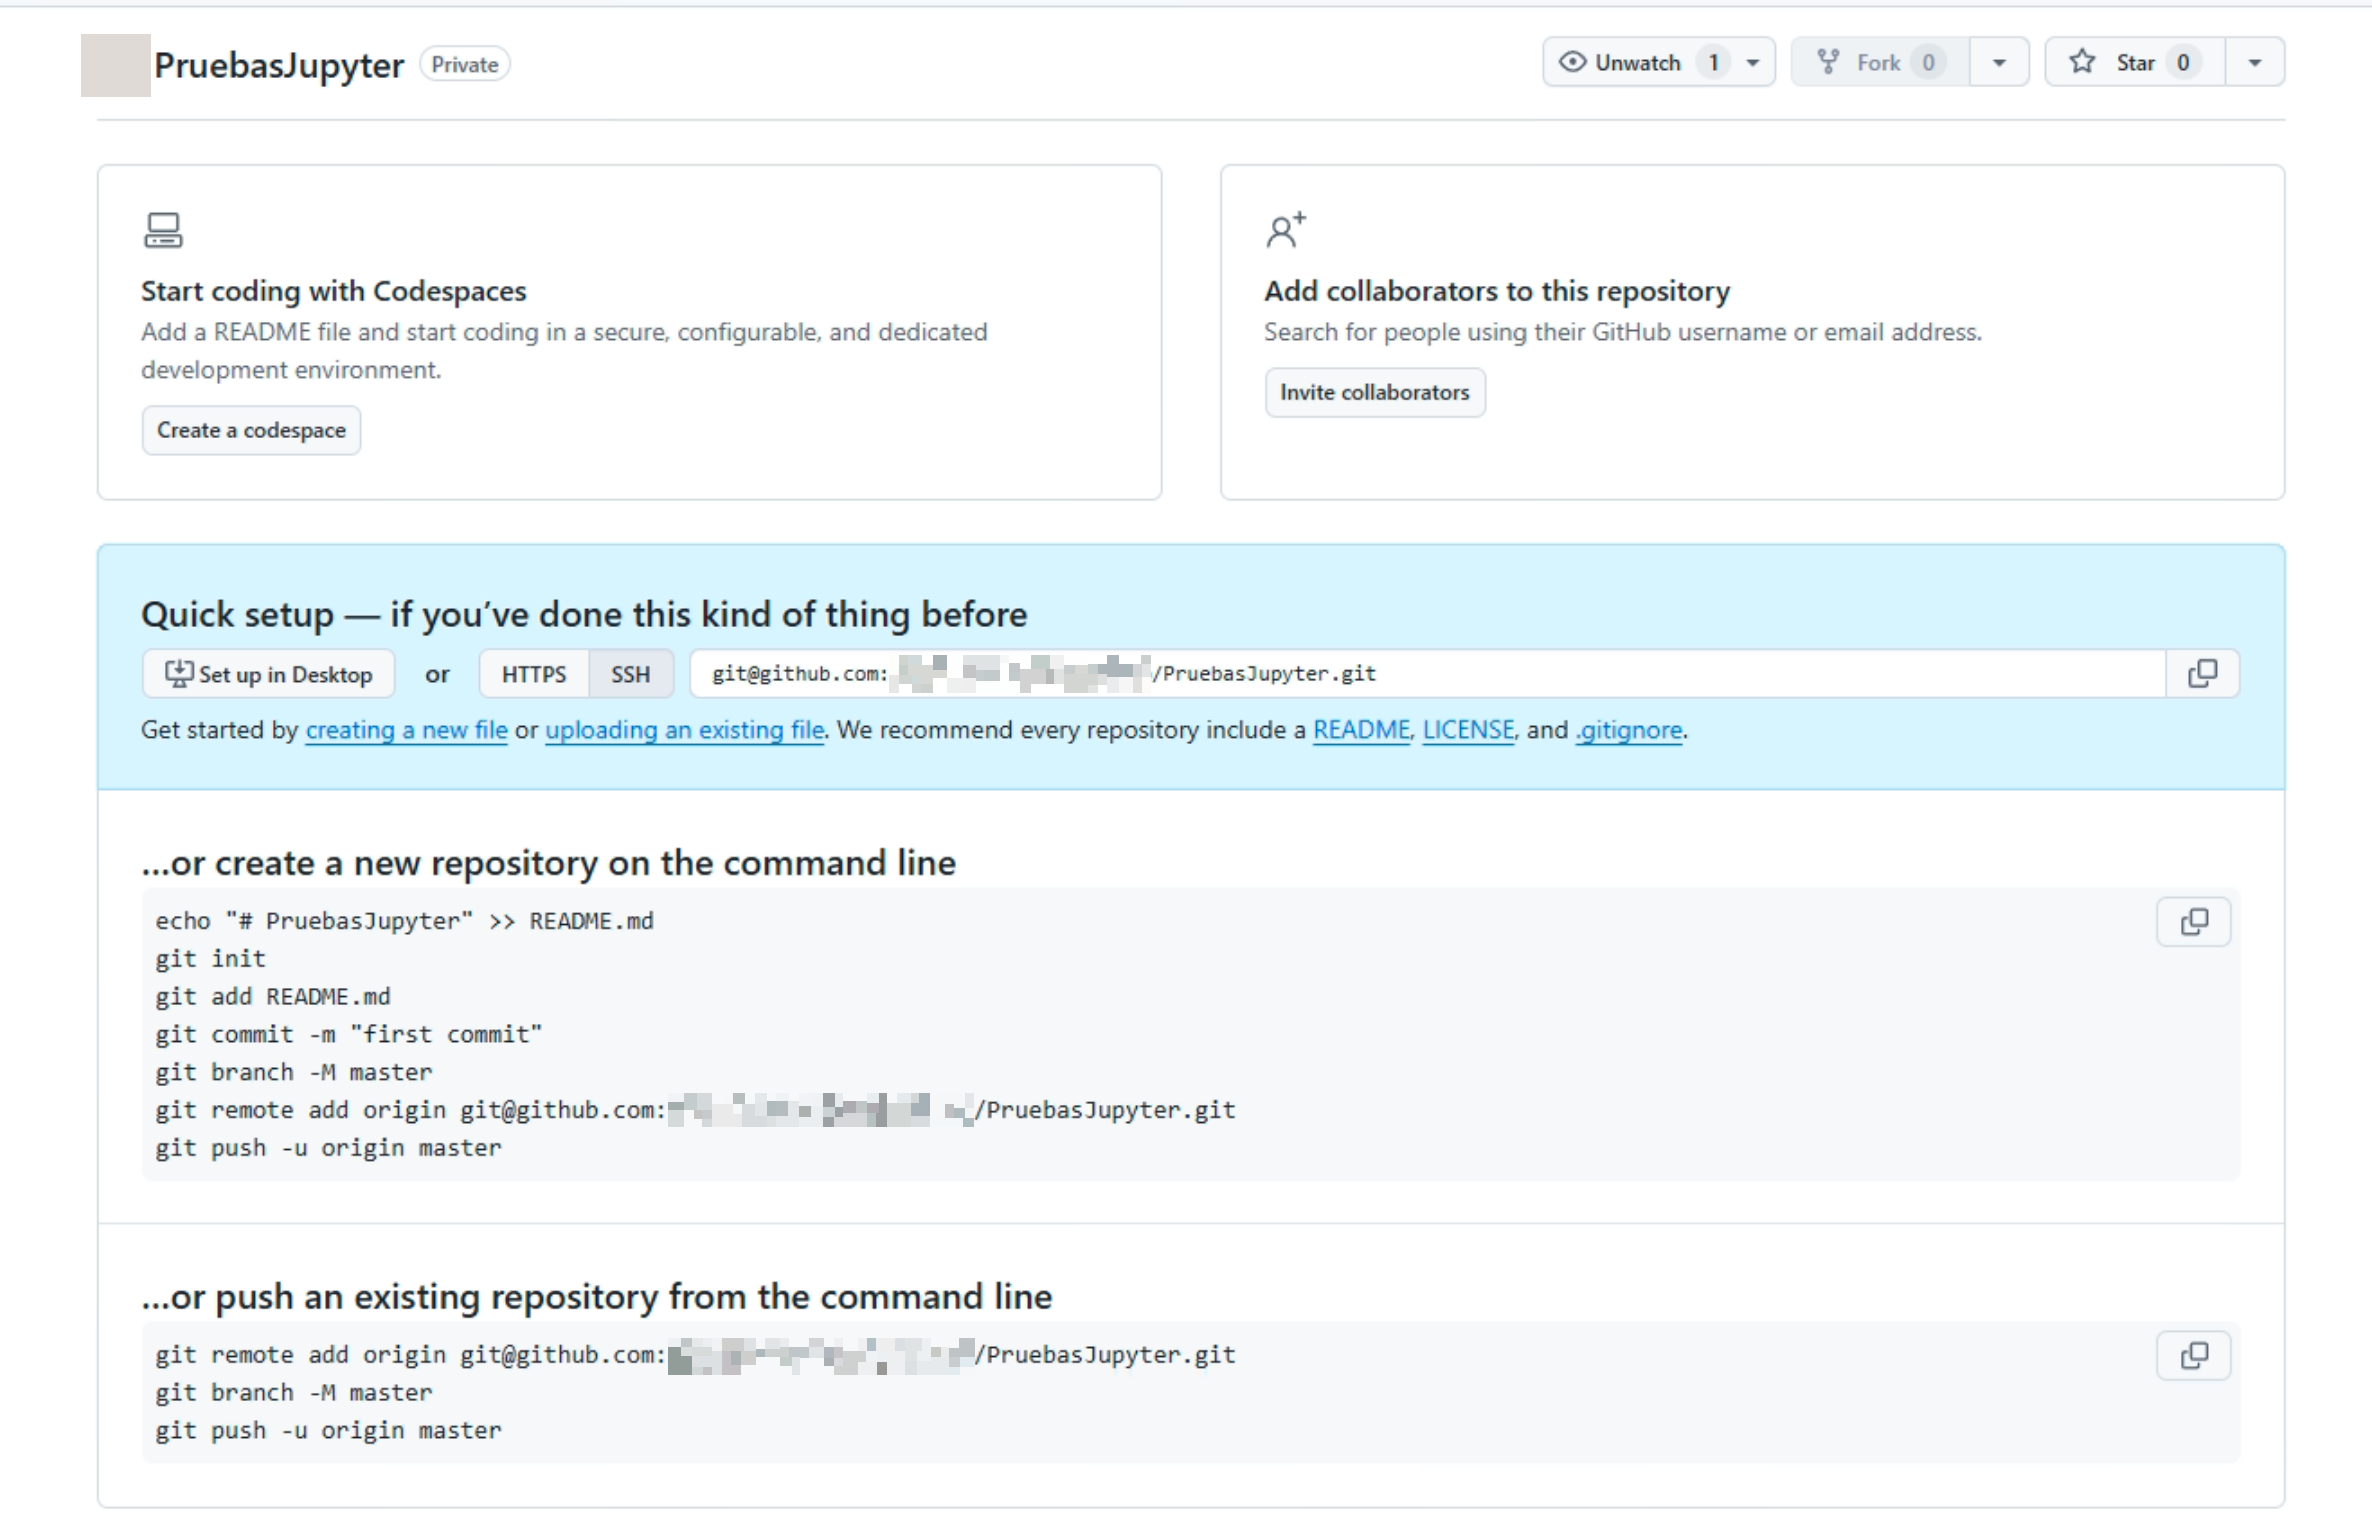 PruebasJupyter Private Unwatch 1 Fork 0 Star 0
Start coding with Codespaces
Add a README file and start coding in a secure, configurable, and dedicated
development environment.
Create a codespace
Add collaborators to this repository
Search for people using their GitHub username or email address.
Invite collaborators
Quick setup — if you’ve done this kind of thing before
Set up in Desktop or HTTPS SSH git@github.com: /PruebasJupyter.git
Get started by creating a new file or uploading an existing file. We recommend every repository include a README, LICENSE, and .gitignore.
…or create a new repository on the command line
echo "# PruebasJupyter" >> README.md
git init
git add README.md
git commit -m "first commit"
git branch -M master
git remote add origin git@github.com: /PruebasJupyter.git
git push -u origin master
…or push an existing repository from the command line
git remote add origin git@github.com: /PruebasJupyter.git
git branch -M master
git push -u origin master